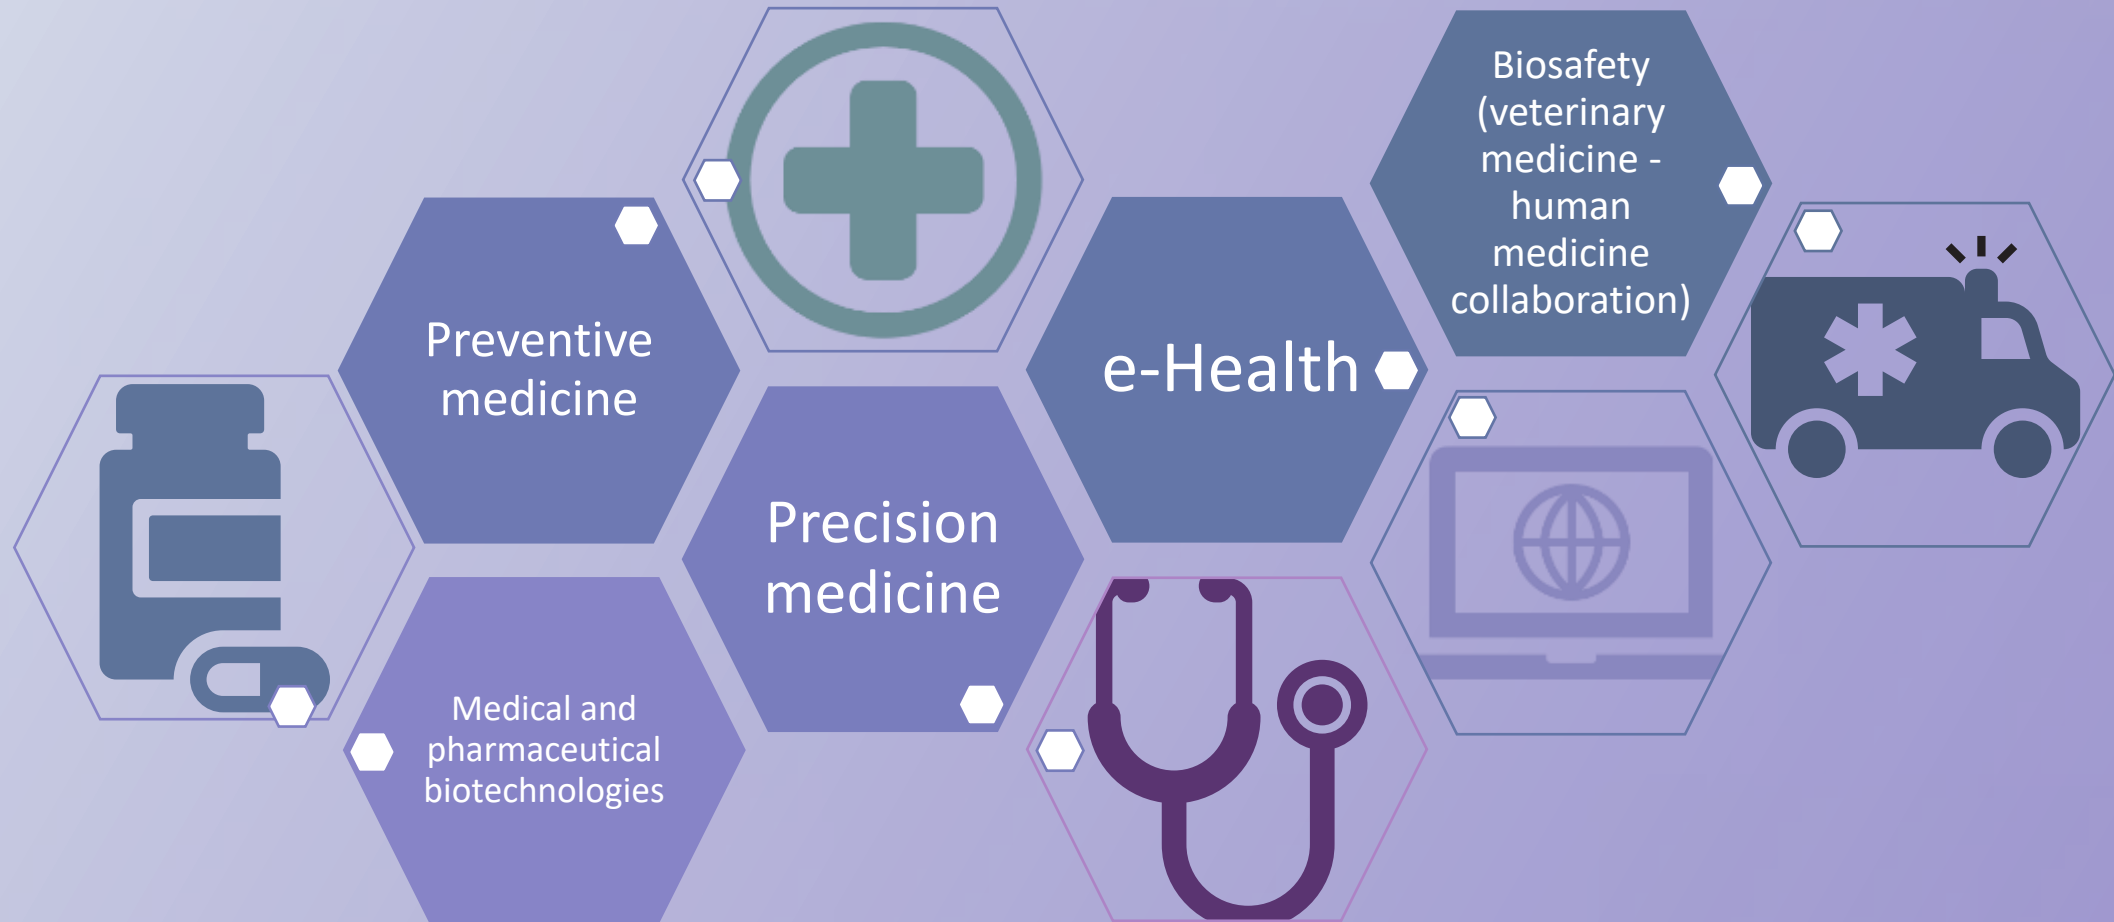 Preventive
medicine
Medical and
pharmaceutical
biotechnologies
Precision
medicine
e-Health
Biosafety
(veterinary
medicine -
human
medicine
collaboration)